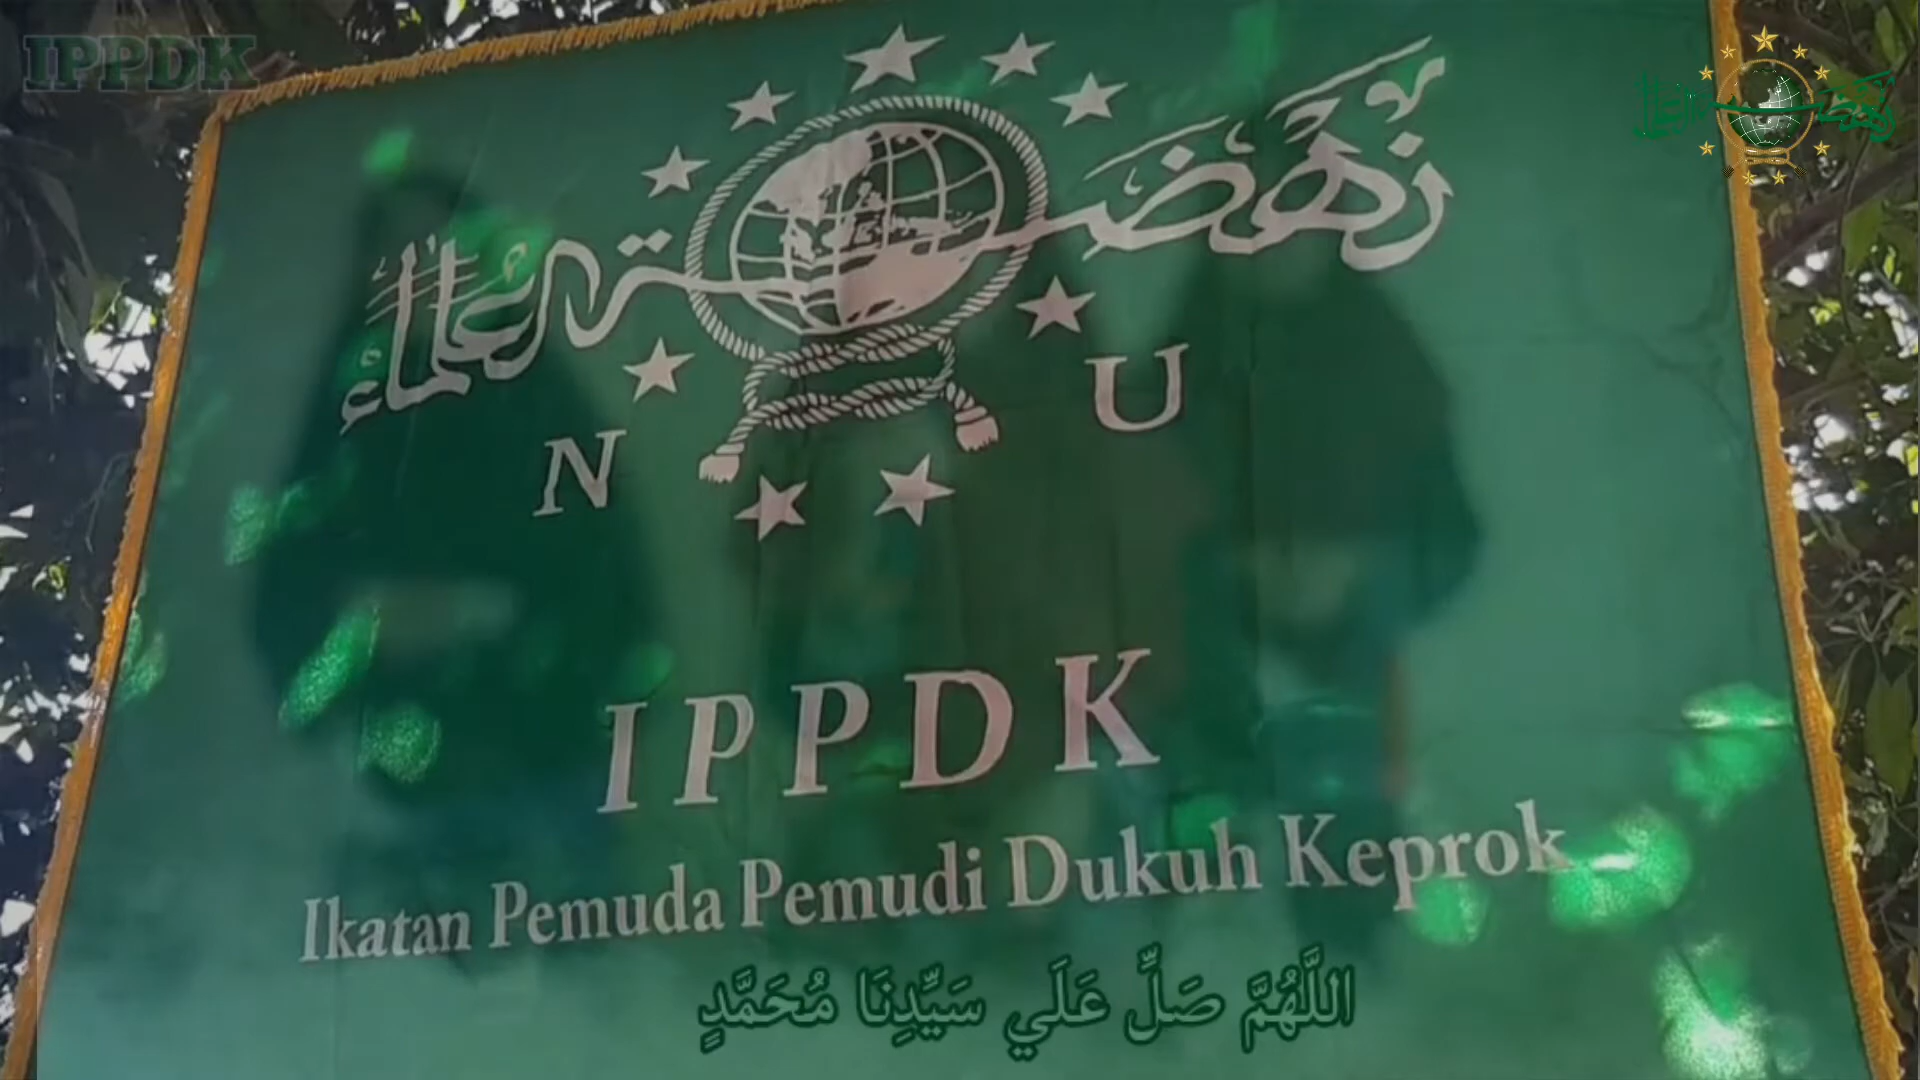 IPPDK
نهضة العلماء
نهضة العلماء
N U
IPPDK
Ikatan Pemuda Pemudi Dukuh Keprok
اللَّهُمَّ صَلِّ عَلَي سَيِّدِنَا مُحَمَّدٍ